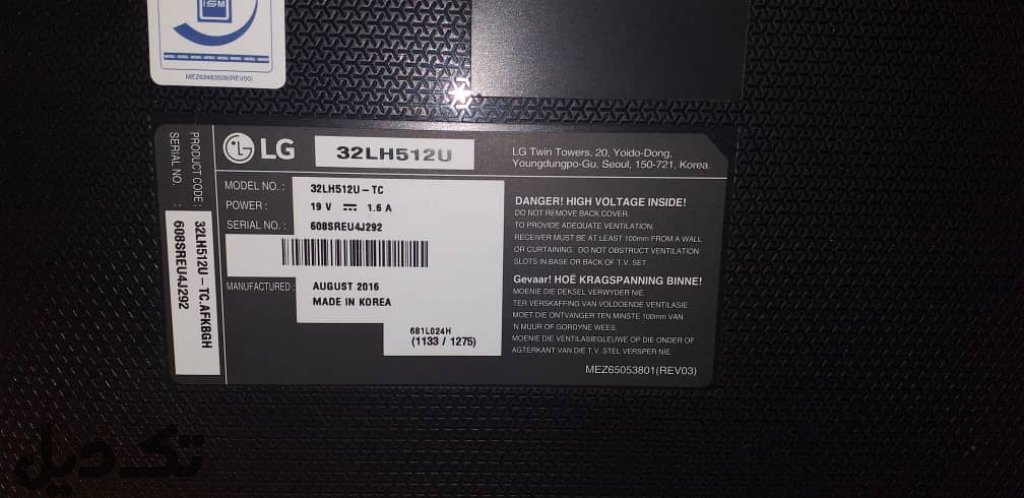 ISM
MEZ63483509(REV00)
LG
32LH512U
LG Twin Towers, 20, Yoido-Dong,
Youngdungpo-Gu, Seoul, 150-721, Korea.
PRODUCT CODE :
SERIAL NO. :
32LH512U-TC.AFKBGH
608SREU4J292
MODEL NO. : 32LH512U-TC
POWER : 19 V ⎓ 1.6 A
SERIAL NO. : 608SREU4J292
MANUFACTURED : AUGUST 2016
MADE IN KOREA
681L024H
(1133 / 1275)
DANGER! HIGH VOLTAGE INSIDE!
DO NOT REMOVE BACK COVER.
TO PROVIDE ADEQUATE VENTILATION.
RECEIVER MUST BE AT LEAST 100mm FROM A WALL
OR CURTAINING. DO NOT OBSTRUCT VENTILATION
SLOTS IN BASE OR BACK OF T.V. SET
Gevaar! HOË KRAGSPANNING BINNE!
MOENIE DIE DEKSEL VERWYDER NIE.
TER VERSKAFFING VAN VOLDOENDE VENTILASIE
MOET DIE ONTVANGER TEN MINSTE 100mm VAN
'N MUUR OF GORDYNE WEES.
MOENIE DIE VENTILASIEGLEUWE OP DIE ONDER OF
AGTERKANT VAN DIE T.V. STEL VERSPER NIE.
MEZ65053801(REV03)
تک دیل